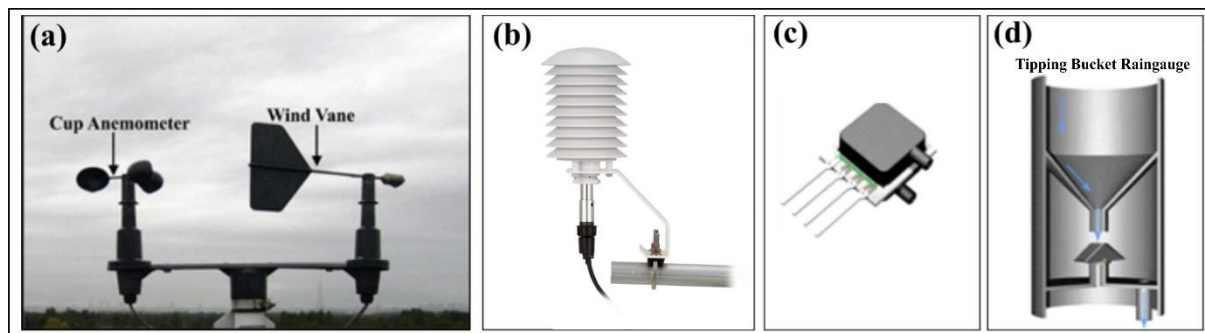 (a)
Cup Anemometer
Wind Vane
(b)
(c)
(d)
Tipping Bucket Raingauge